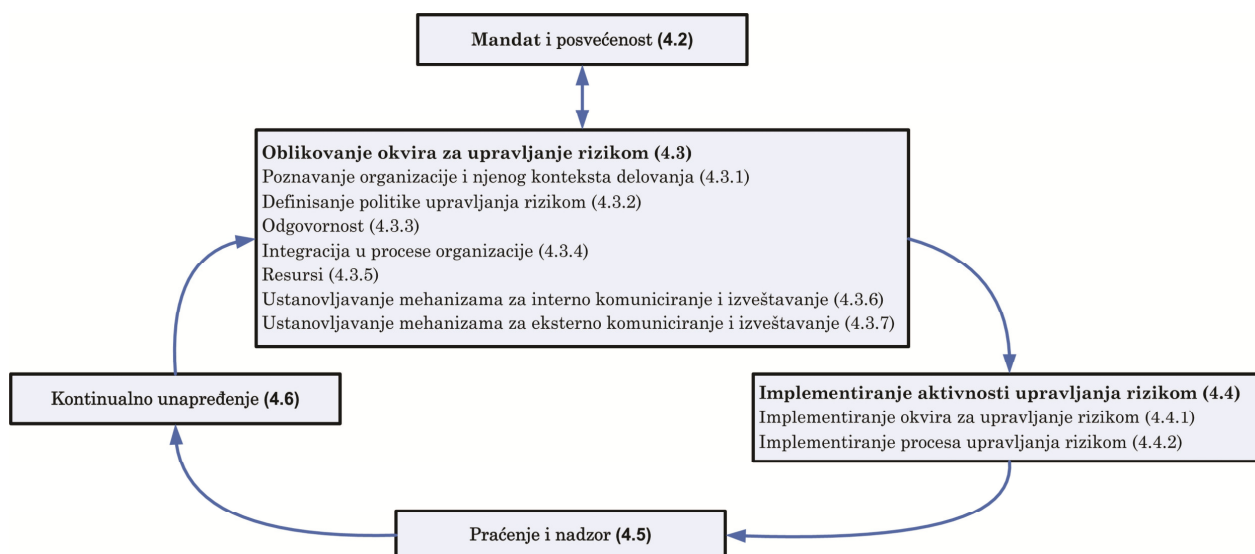 Mandat i posvećenost (4.2)
Oblikovanje okvira za upravljanje rizikom (4.3)
Poznavanje organizacije i njenog konteksta delovanja (4.3.1)
Definisanje politike upravljanja rizikom (4.3.2)
Odgovornost (4.3.3)
Integracija u procese organizacije (4.3.4)
Resursi (4.3.5)
Ustanovljavanje mehanizama za interno komuniciranje i izveštavanje (4.3.6)
Ustanovljavanje mehanizama za eksterno komuniciranje i izveštavanje (4.3.7)
Kontinualno unapređenje (4.6)
Implementiranje aktivnosti upravljanja rizikom (4.4)
Implementiranje okvira za upravljanje rizikom (4.4.1)
Implementiranje procesa upravljanja rizikom (4.4.2)
Praćenje i nadzor (4.5)